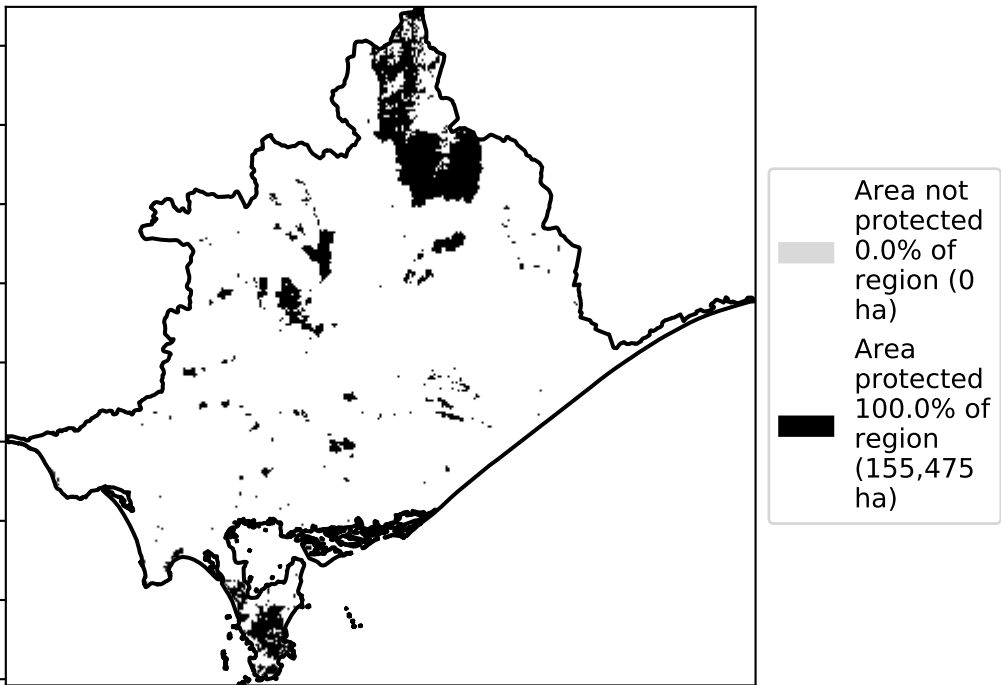 Area not
protected
0.0% of
region (0
ha)
Area
protected
100.0% of
region
(155,475
ha)